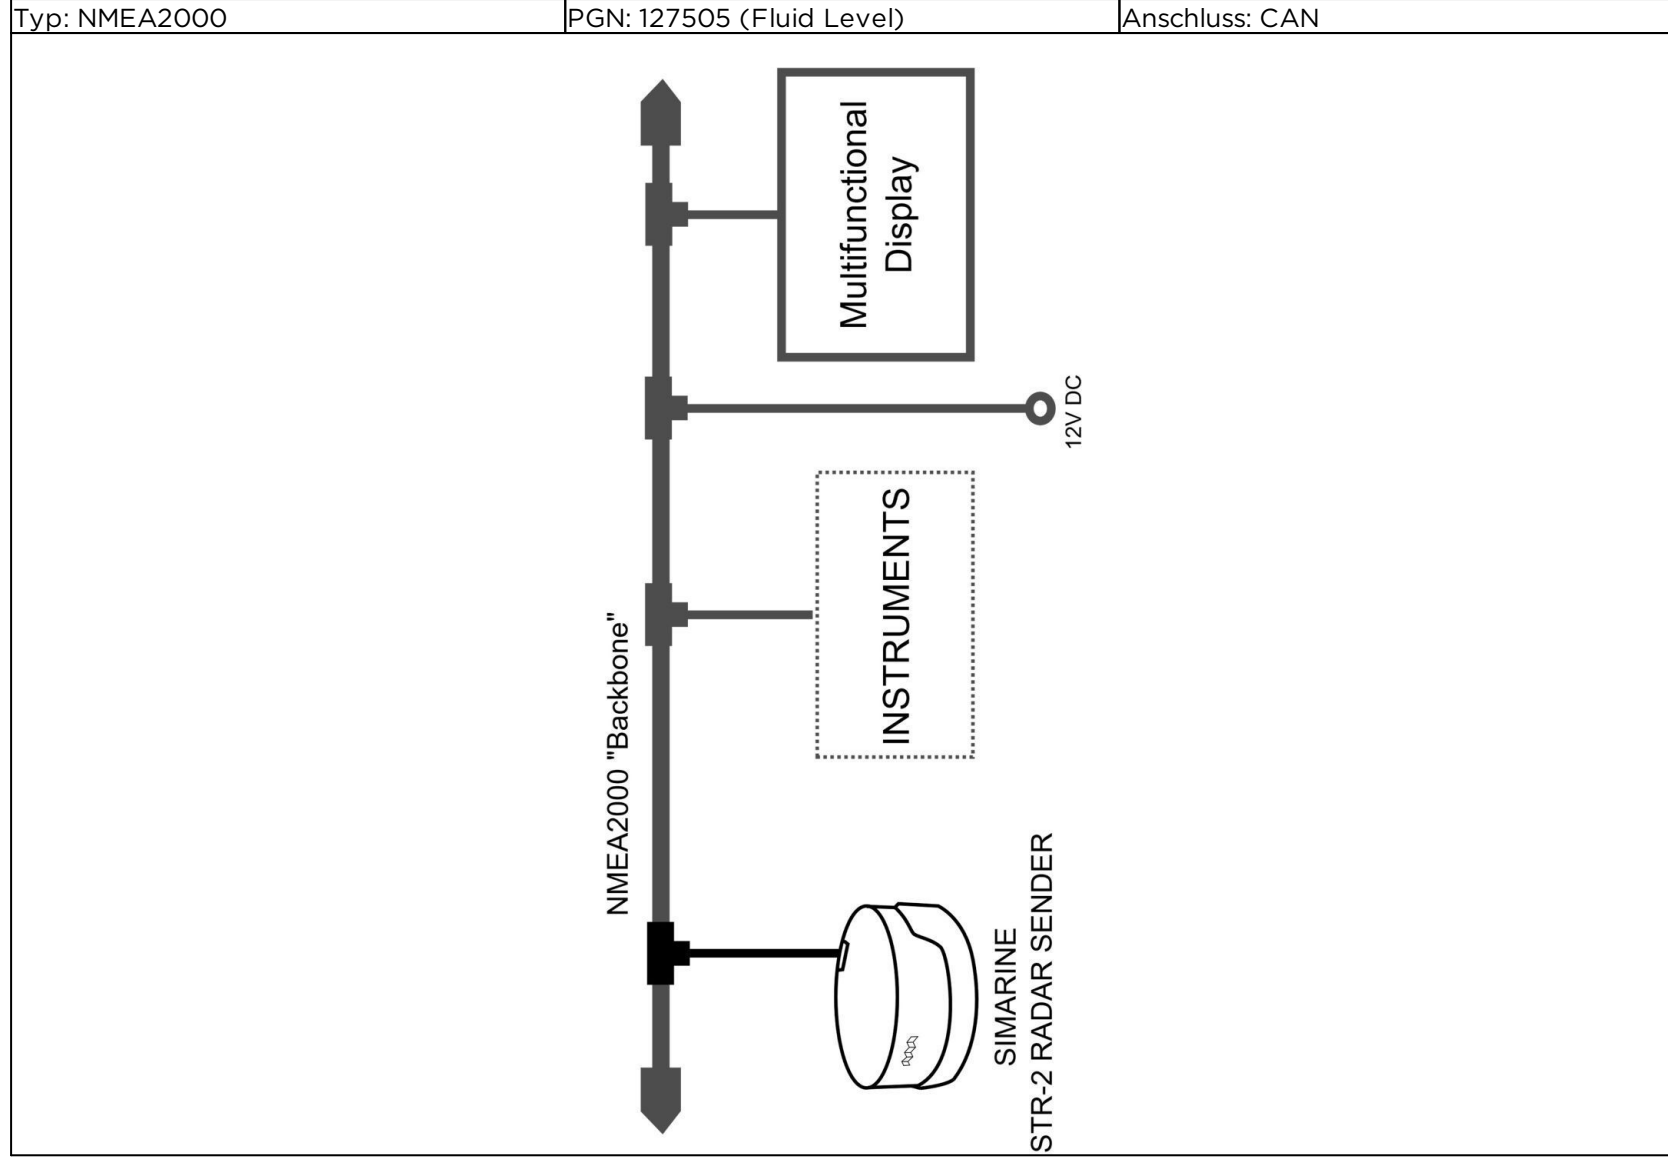 Typ: NMEA2000
PGN: 127505 (Fluid Level)
Anschluss: CAN
NMEA2000 "Backbone"
SIMARINE
STR-2 RADAR SENDER
INSTRUMENTS
12V DC
Multifunctional
Display